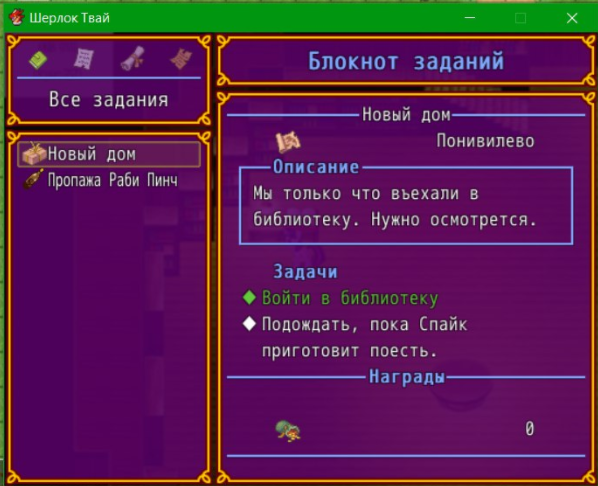 Шерлок Твай
Все задания
Новый дом
Пропажа Раби Пинч
Блокнот заданий
Новый дом
Понивилево
Описание
Мы только что въехали в
библиотеку. Нужно осмотрется.
Задачи
Войти в библиотеку
Подождать, пока Спайк
приготовит поесть.
Награды
0